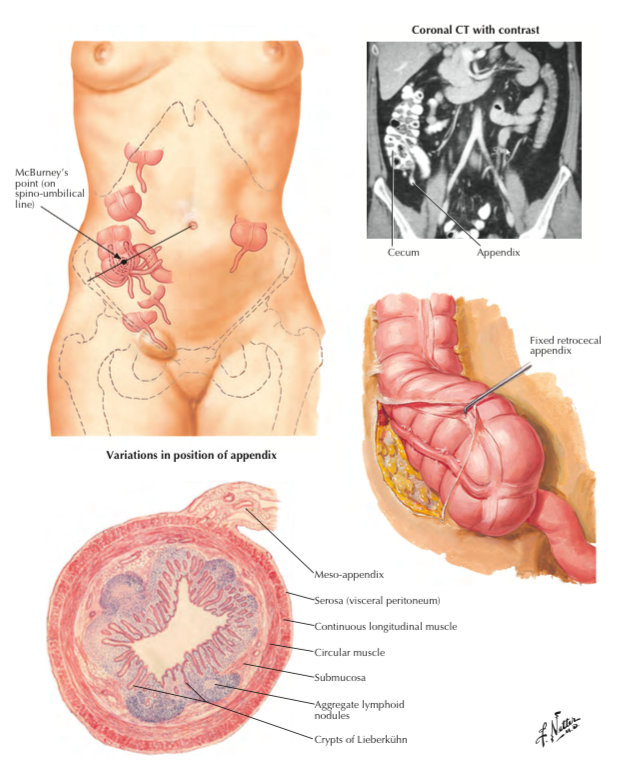 Coronal CT with contrast
McBurney's
point (on
spino-umbilical
line)
Cecum
Appendix
Fixed retrocecal
appendix
Variations in position of appendix
Meso-appendix
Serosa (visceral peritoneum)
Continuous longitudinal muscle
Circular muscle
Submucosa
Aggregate lymphoid
nodules
Crypts of Lieberkühn
F. Netter
M.D.